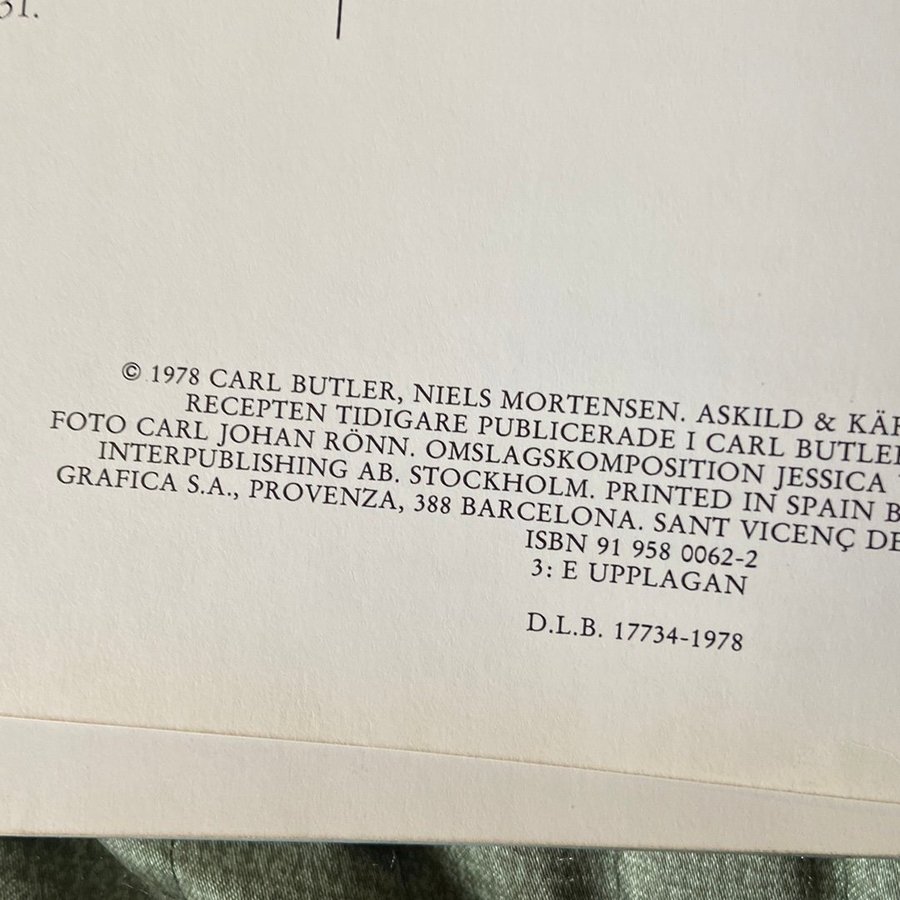 31.
© 1978 CARL BUTLER, NIELS MORTENSEN. ASKILD &
RECEPTEN TIDIGARE PUBLICERADE I CARL
FOTO CARL JOHAN RÖNN. OMSLAGSKOMPOSITION JESSICA
INTERPUBLISHING AB. STOCKHOLM. PRINTED IN SPAIN
GRAFICA S.A., PROVENZA, 388 BARCELONA. SANT VICENÇ
ISBN 91 958 0062-2
3: E UPPLAGAN
D.L.B. 17734-1978